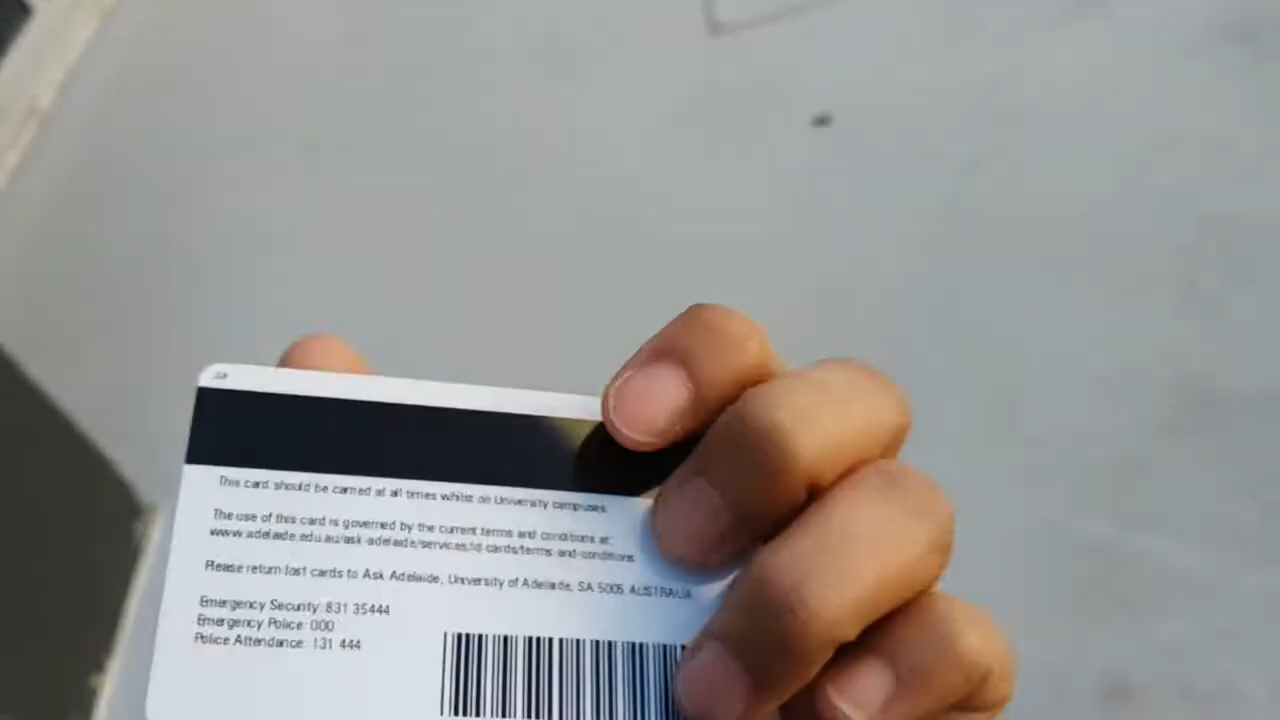 This card should be carried at all times whilst on University campuses.
The use of this card is governed by the current terms and conditions at:
www.adelaide.edu.au/ask-adelaide/services/id-cards/terms-and-conditions
Please return lost cards to Ask Adelaide, University of Adelaide, SA 5005 AUSTRALIA
Emergency Security: 831 35444
Emergency Police: 000
Police Attendance: 131 444